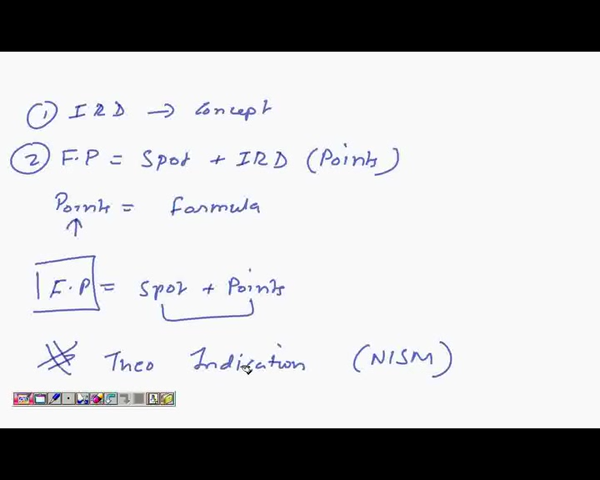 ① IRD → Concept
② F.P = Spot + IRD (Points)
Points = formula
F.P = Spot + Points
Theo Indication (NISM)